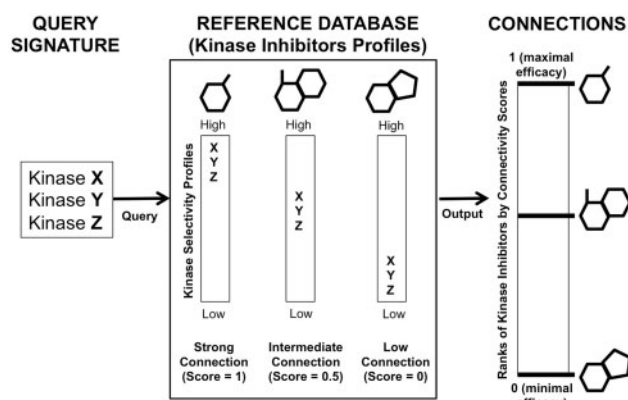 QUERY
SIGNATURE
REFERENCE DATABASE
(Kinase Inhibitors Profiles)
CONNECTIONS
Kinase X
Kinase Y
Kinase Z
Query
Kinase Selectivity Profiles
High
X
Y
Z
Low
Strong
Connection
(Score = 1)
High
X
Y
Z
Low
Intermediate
Connection
(Score = 0.5)
High
X
Y
Z
Low
Low
Connection
(Score = 0)
Output
Ranks of Kinase Inhibitors by Connectivity Scores
1 (maximal
efficacy)
0 (minimal